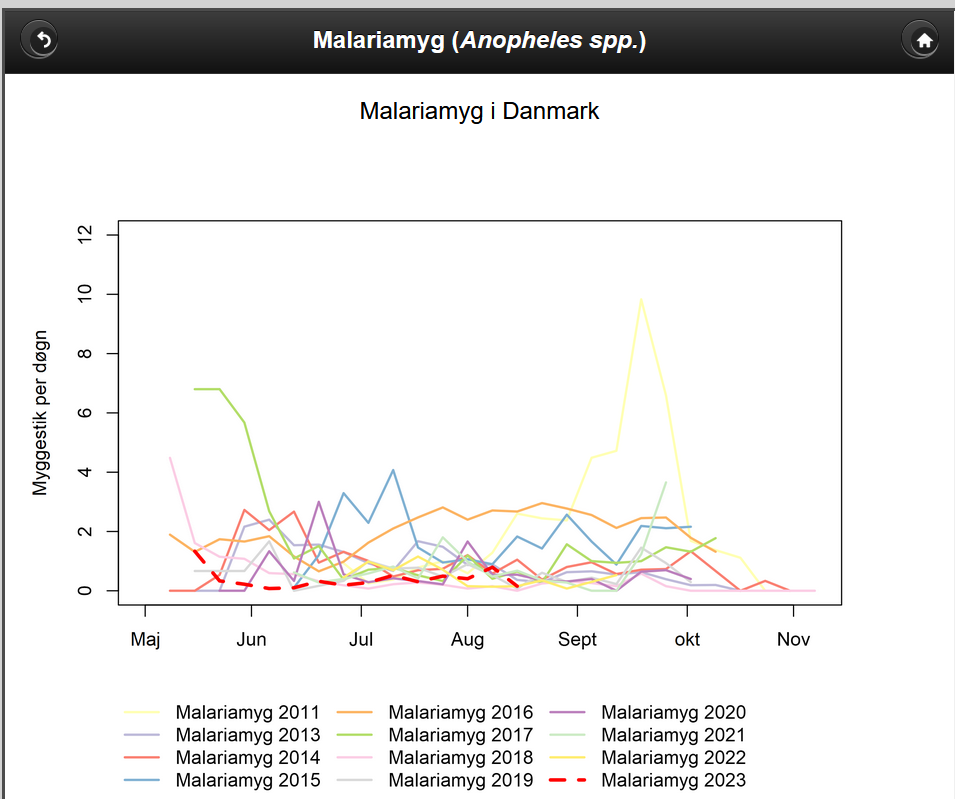 Malariamyg (Anopheles spp.)
Malariamyg i Danmark
Myggestik per døgn
12
10
8
6
4
2
0
Maj Jun Jul Aug Sept okt Nov
Malariamyg 2011 Malariamyg 2016 Malariamyg 2020
Malariamyg 2013 Malariamyg 2017 Malariamyg 2021
Malariamyg 2014 Malariamyg 2018 Malariamyg 2022
Malariamyg 2015 Malariamyg 2019 Malariamyg 2023